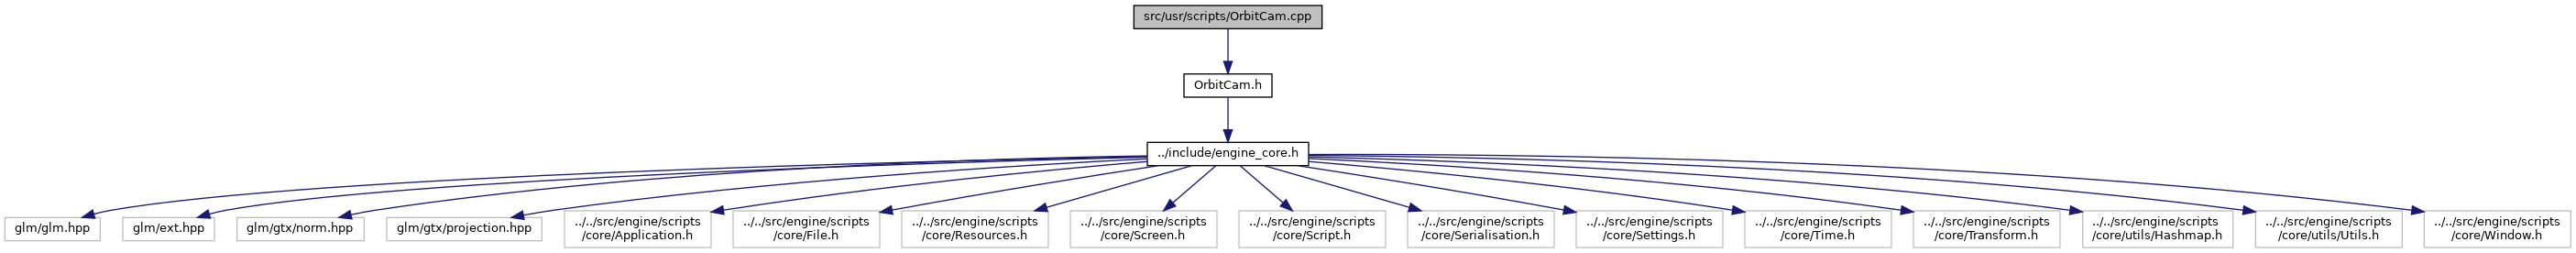 src/usr/scripts/OrbitCam.cpp
OrbitCam.h
../include/engine_core.h
glm/glm.hpp
glm/ext.hpp
glm/gtx/norm.hpp
glm/gtx/projection.hpp
../../src/engine/scripts
/core/Application.h
../../src/engine/scripts
/core/File.h
../../src/engine/scripts
/core/Resources.h
../../src/engine/scripts
/core/Screen.h
../../src/engine/scripts
/core/Script.h
../../src/engine/scripts
/core/Serialisation.h
../../src/engine/scripts
/core/Settings.h
../../src/engine/scripts
/core/Time.h
../../src/engine/scripts
/core/Transform.h
../../src/engine/scripts
/core/utils/Hashmap.h
../../src/engine/scripts
/core/utils/Utils.h
../../src/engine/scripts
/core/Window.h